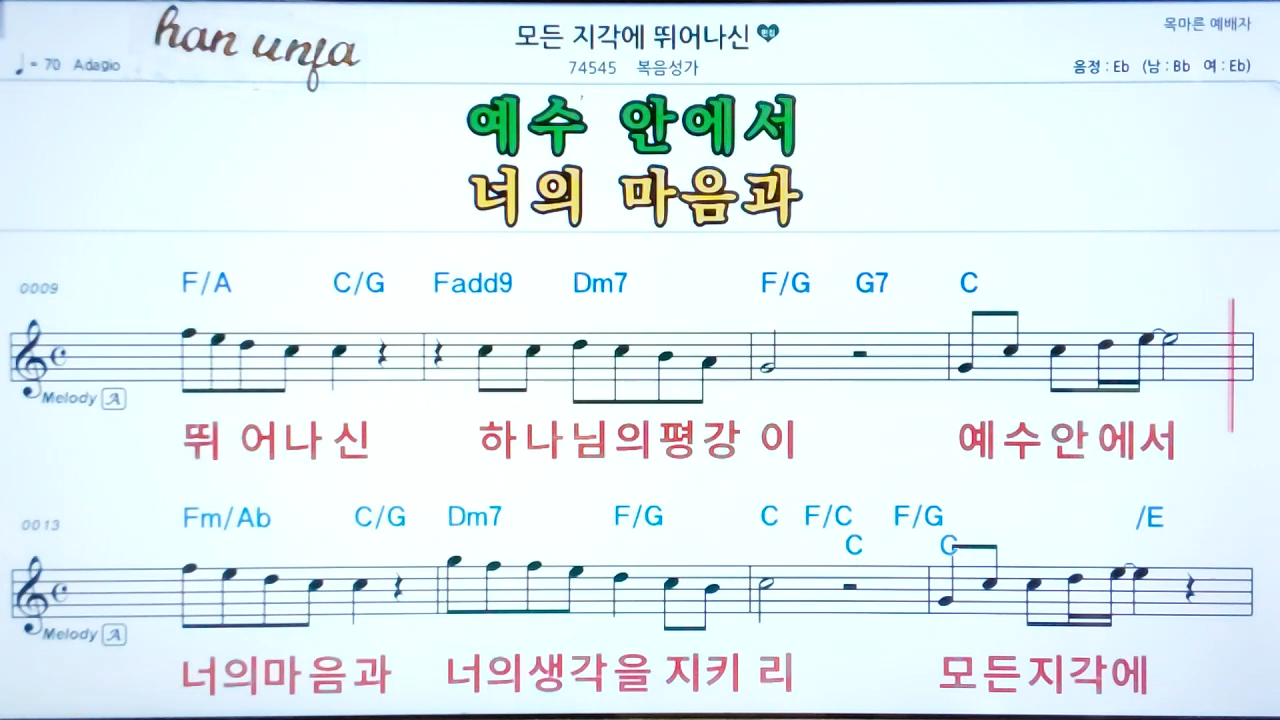 han unja
모든 지각에 뛰어나신
편집
목마른 예배자
♩= 70 Adagio
74545 복음성가
음정 : Eb (남 : Bb 여 : Eb)
예수 안에서
너의 마음과
0009 F/A C/G Fadd9 Dm7 F/G G7 C
Melody A
뛰 어나신 하나님의평강 이 예수안에서
0013 Fm/Ab C/G Dm7 F/G C F/C F/G /E
C C
Melody A
너의마음과 너의생각을 지키 리 모든지각에